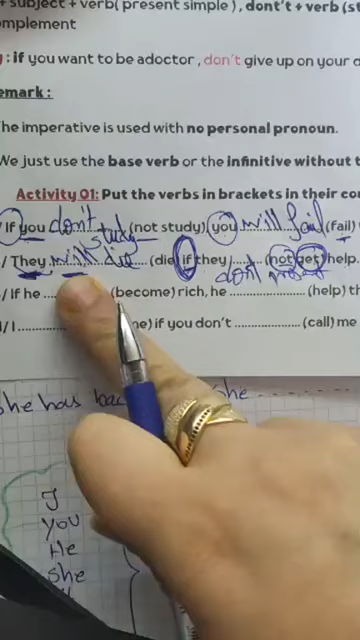 + subject + verb( present simple ), dont't + verb (st
omplement
: if you want to be adoctor , don't give up on your d
emark :
he imperative is used with no personal pronoun.
We just use the base verb or the infinitive without t
Activity 01: Put the verbs in brackets in their cor
/ If you don't study (not study), you will fail (fail)
/ They will die (die) if they don't (not get) help.
/ If he ............ (become) rich, he .................. (help) th
/ I e) if you don't ................ (call) me
She has he
I
you
He
she